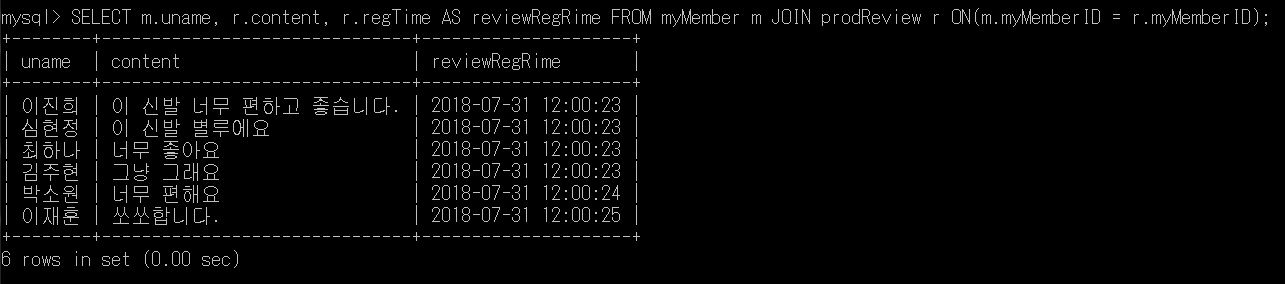 mysql> SELECT m.uname, r.content, r.regTime AS reviewRegRime FROM myMember m JOIN prodReview r ON(m.myMemberID = r.myMemberID);
+--------+-------------------------------+---------------------+
| uname | content | reviewRegRime |
+--------+-------------------------------+---------------------+
| 이진희 | 이 신발 너무 편하고 좋습니다. | 2018-07-31 12:00:23 |
| 심현정 | 이 신발 별루에요 | 2018-07-31 12:00:23 |
| 최하나 | 너무 좋아요 | 2018-07-31 12:00:23 |
| 김주현 | 그냥 그래요 | 2018-07-31 12:00:23 |
| 박소원 | 너무 편해요 | 2018-07-31 12:00:24 |
| 이재훈 | 쏘쏘합니다. | 2018-07-31 12:00:25 |
+--------+-------------------------------+---------------------+
6 rows in set (0.00 sec)